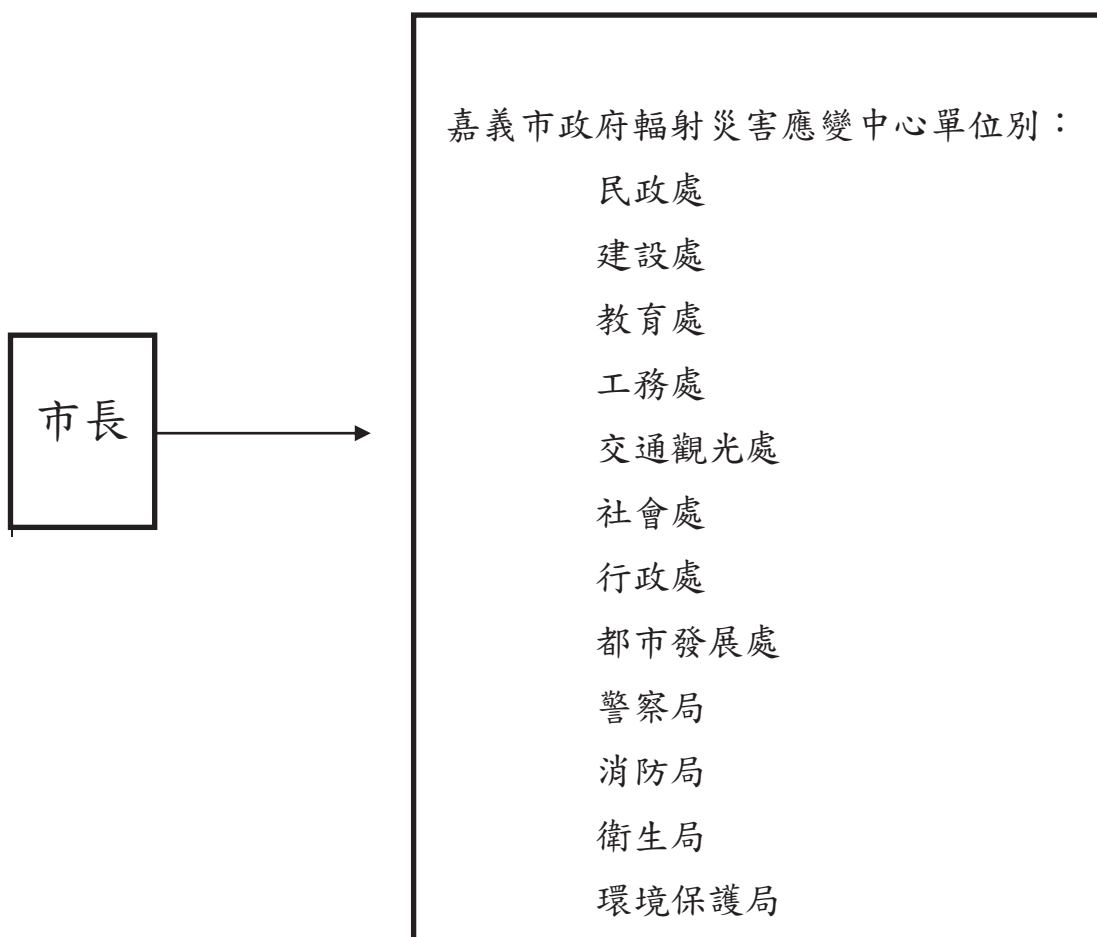 嘉義市政府輻射災害應變中心單位別：
民政處
建設處
教育處
工務處
市長
交通觀光處
社會處
行政處
都市發展處
警察局
消防局
衛生局
環境保護局